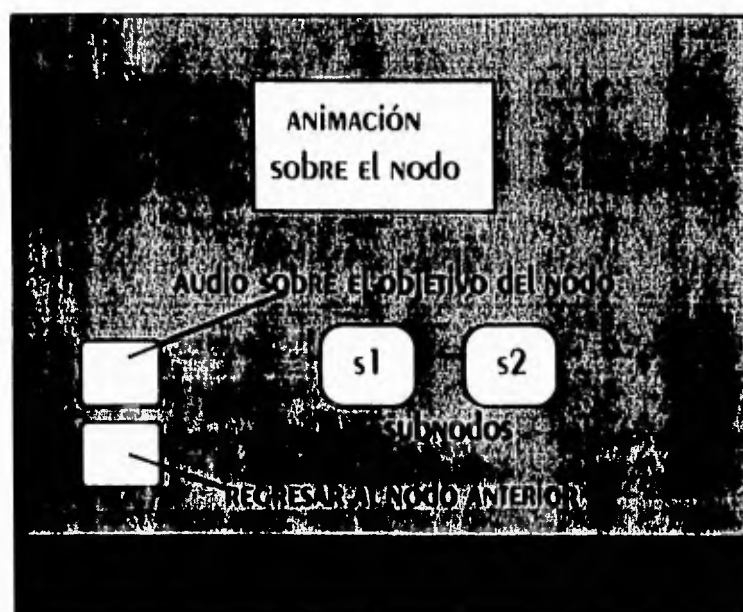 ANIMACIÓN
SOBRE El NODO
AUDIO SOBRE EL OBJETIVO DEL NODO
s1 s2
SUBNODOS
REGRESAR AL NODO ANTERIOR